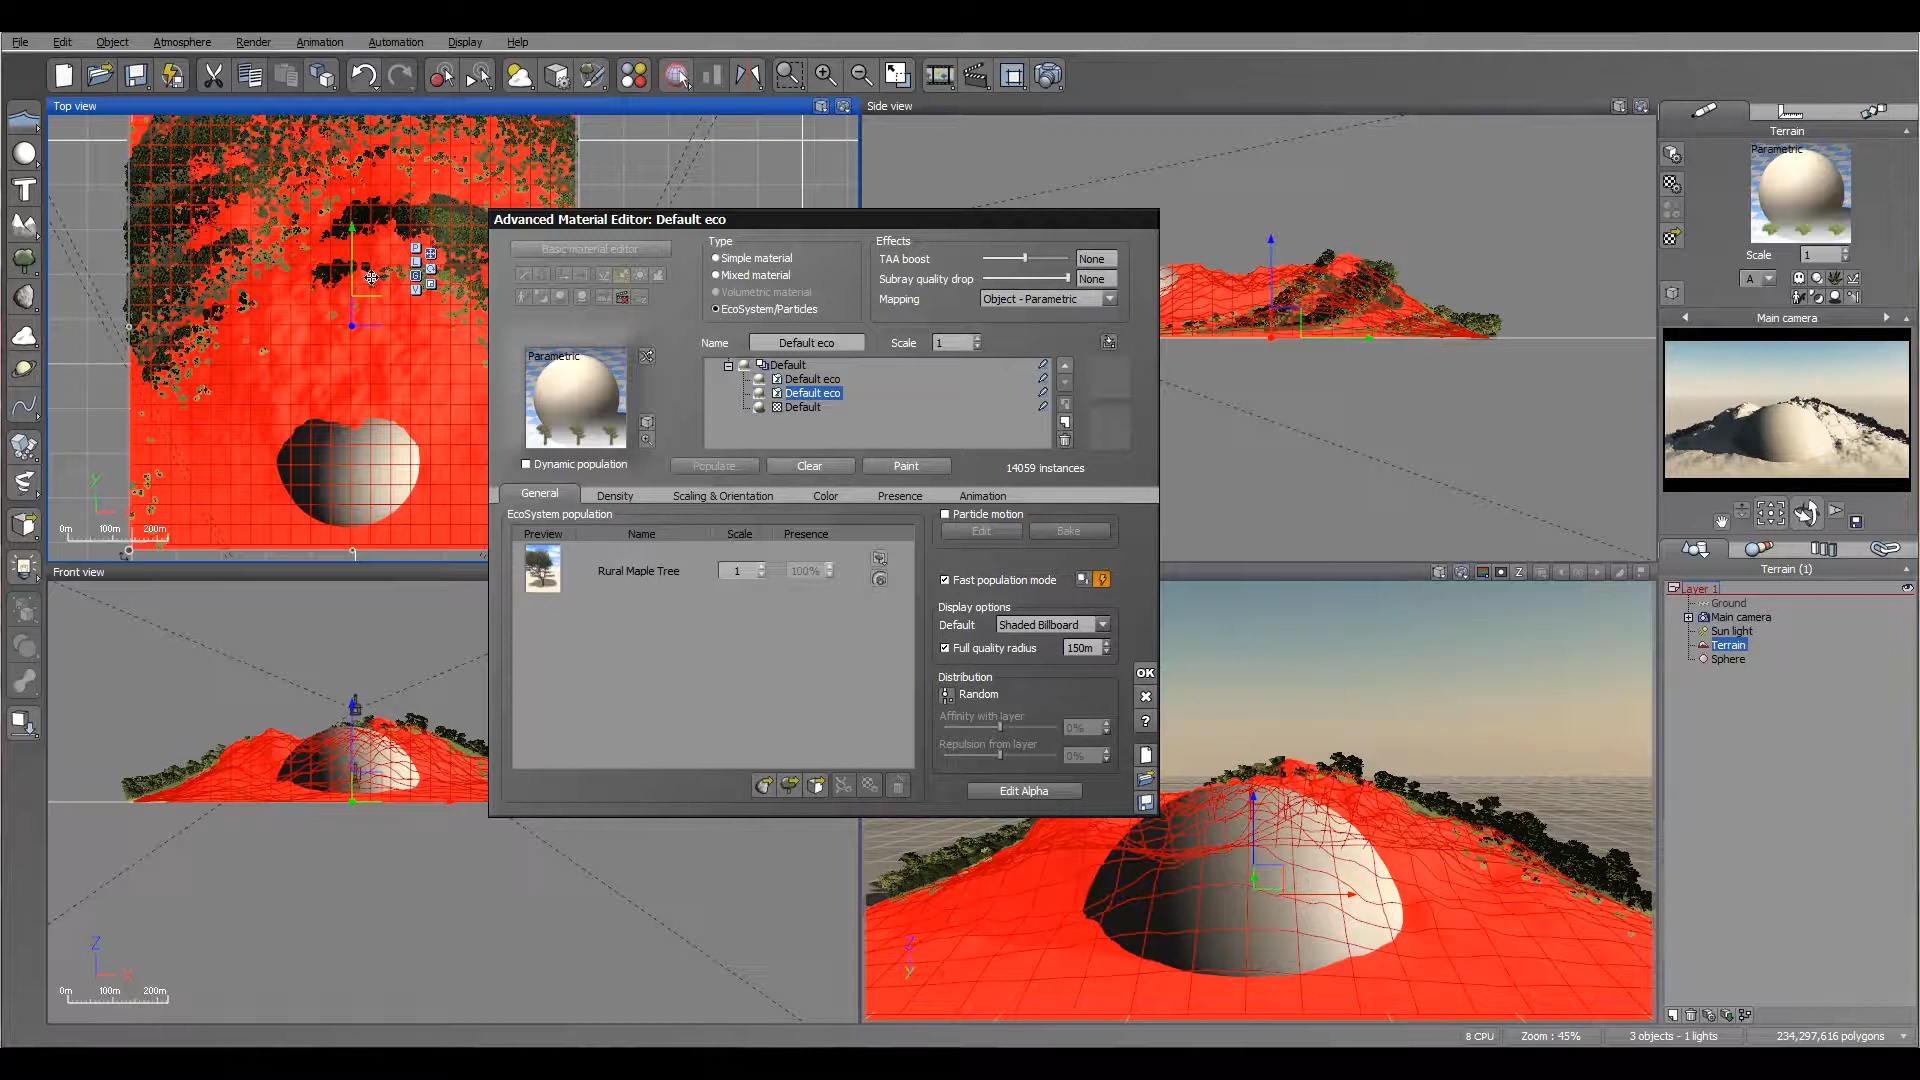 File Edit Object Atmosphere Render Animation Automation Display Help
Top view
Side view
Terrain
Parametric
Scale 1
A
Main camera
P
L
G
V
Y
0m 100m 200m
Advanced Material Editor: Default eco
Basic material editor
Type
Simple material
Mixed material
Volumetric material
EcoSystem/Particles
Effects
TAA boost None
Subray quality drop None
Mapping Object - Parametric
Name Default eco Scale 1
Parametric
Default
Default eco
Default eco
Default
Dynamic population Populate Clear Paint 14059 instances
General Density Scaling & Orientation Color Presence Animation
EcoSystem population
Preview Name Scale Presence
Rural Maple Tree 1 100%
Particle motion
Edit Bake
Fast population mode
Display options
Default Shaded Billboard
Full quality radius 150m
Distribution
Random
Affinity with layer
0%
Repulsion from layer
0%
Edit Alpha
OK
?
Front view
Z
X
0m 100m 200m
Z
Z
y
Terrain (1)
Layer 1
Ground
Main camera
Sun light
Terrain
Sphere
8 CPU Zoom : 45% 3 objects - 1 lights 234,297,616 polygons